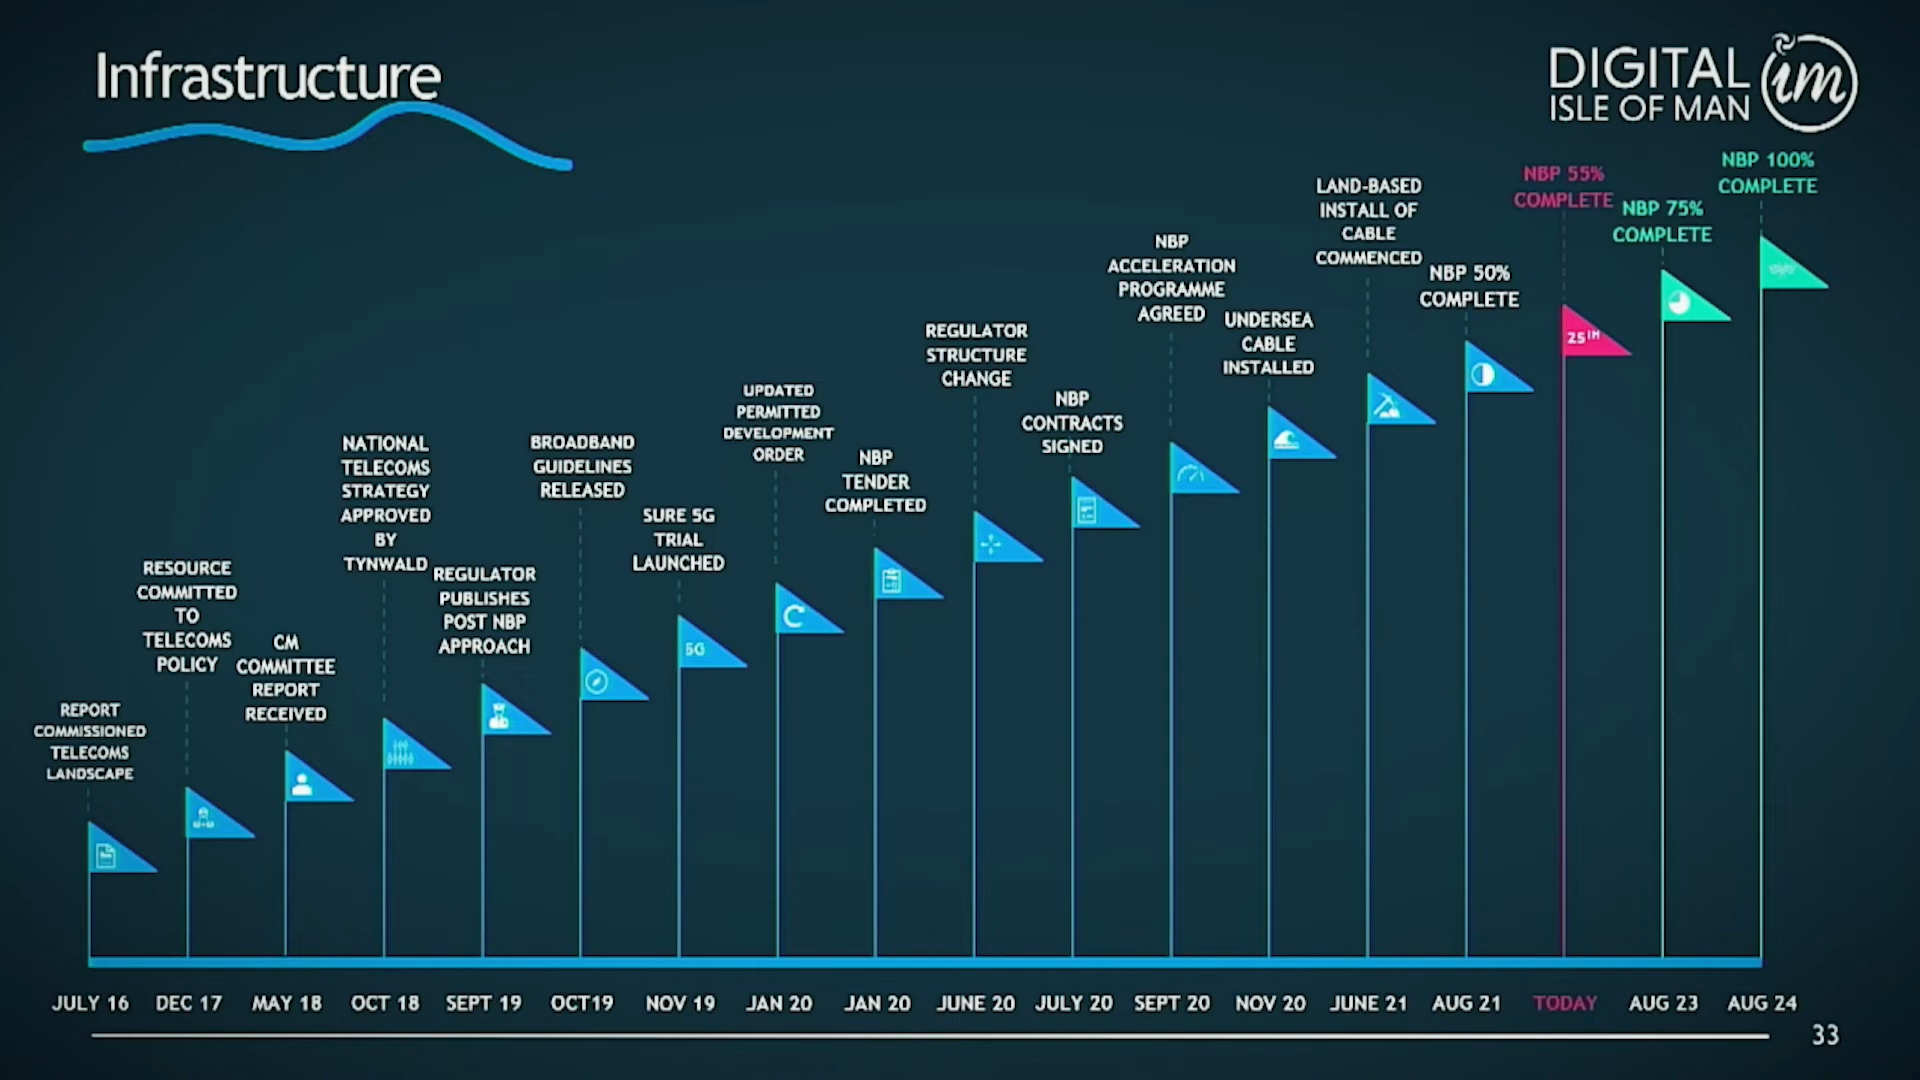 Infrastructure
DIGITAL
ISLE OF MAN
im
REPORT
COMMISSIONED
TELECOMS
LANDSCAPE
RESOURCE
COMMITTED
TO
TELECOMS
POLICY
CM
COMMITTEE
REPORT
RECEIVED
NATIONAL
TELECOMS
STRATEGY
APPROVED
BY
TYNWALD
REGULATOR
PUBLISHES
POST NBP
APPROACH
BROADBAND
GUIDELINES
RELEASED
SURE 5G
TRIAL
LAUNCHED
5G
UPDATED
PERMITTED
DEVELOPMENT
ORDER
NBP
TENDER
COMPLETED
REGULATOR
STRUCTURE
CHANGE
NBP
CONTRACTS
SIGNED
NBP
ACCELERATION
PROGRAMME
AGREED
UNDERSEA
CABLE
INSTALLED
LAND-BASED
INSTALL OF
CABLE
COMMENCED
NBP 50%
COMPLETE
NBP 55%
COMPLETE
25TH
NBP 75%
COMPLETE
NBP 100%
COMPLETE
JULY 16
DEC 17
MAY 18
OCT 18
SEPT 19
OCT19
NOV 19
JAN 20
JAN 20
JUNE 20
JULY 20
SEPT 20
NOV 20
JUNE 21
AUG 21
TODAY
AUG 23
AUG 24
33